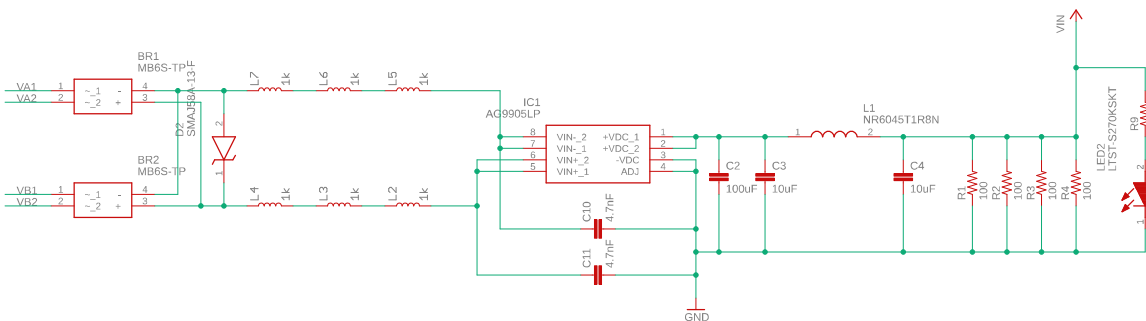 BR1
MB6S-TP
VA1
1
~_1
-
4
VA2
2
~_2
+
3
BR2
MB6S-TP
VB1
1
~_1
-
4
VB2
2
~_2
+
3
D2
SMAJ58A-13-F
2
1
L7
1k
L6
1k
L5
1k
L4
1k
L3
1k
L2
1k
IC1
AG9905LP
8
VIN-_2
+VDC_1
1
7
VIN-_1
+VDC_2
2
6
VIN+_2
-VDC
3
5
VIN+_1
ADJ
4
C10
4.7nF
C11
4.7nF
GND
C2
100uF
C3
10uF
L1
NR6045T1R8N
1
2
C4
10uF
R1
100
R2
100
R3
100
R4
100
VIN
R9
LED2
LTST-S270KSKT
2
1